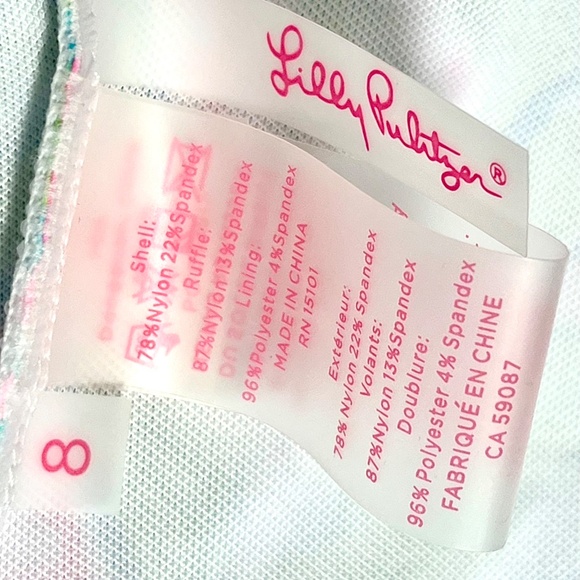 Lilly Pulitzer®
Shell:
78%Nylon 22%Spandex
Ruffle:
87%Nylon 13%Spandex
Lining:
96%Polyester 4%Spandex
MADE IN CHINA
RN 15101
Extérieur:
78% Nylon 22% Spandex
Volants:
87%Nylon 13%Spandex
Doublure:
96% Polyester 4% Spandex
FABRIQUÉ EN CHINE
CA 59087
8